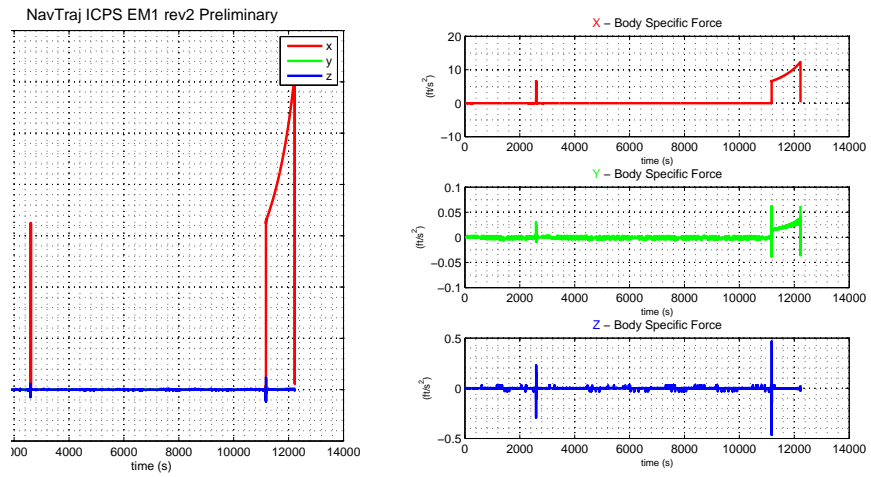 NavTraj ICPS EM1 rev2 Preliminary
x
y
z
00 4000 6000 8000 10000 12000 14000
time (s)
X – Body Specific Force
20
10
0
−10
(ft/s²)
0 2000 4000 6000 8000 10000 12000 14000
time (s)
Y – Body Specific Force
0.1
0.05
0
−0.05
−0.1
(ft/s²)
0 2000 4000 6000 8000 10000 12000 14000
time (s)
Z – Body Specific Force
0.5
0
−0.5
(ft/s²)
0 2000 4000 6000 8000 10000 12000 14000
time (s)